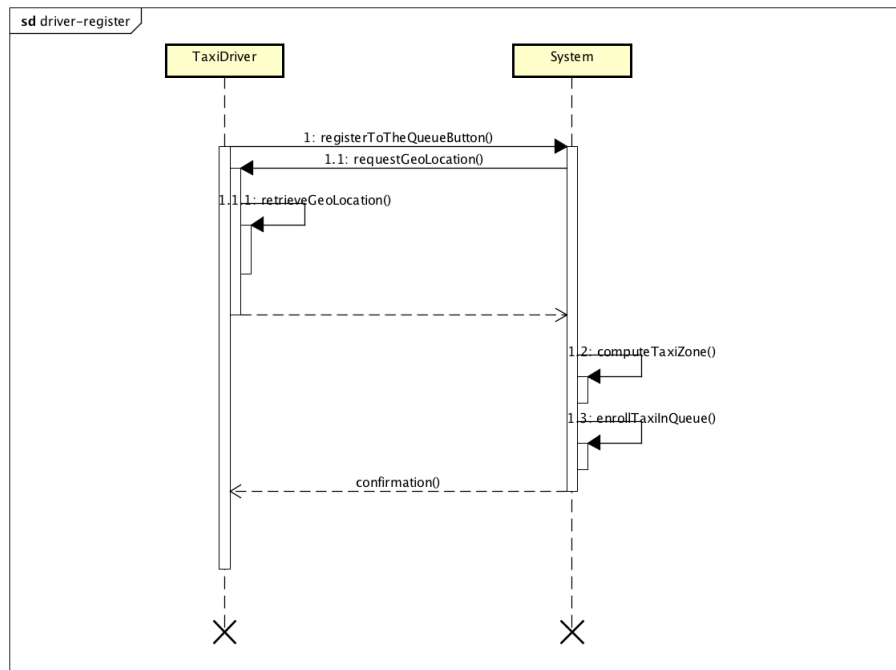 sd driver-register
TaxiDriver
System
1: registerToTheQueueButton()
1.1: requestGeoLocation()
1.1.1: retrieveGeoLocation()
1.2: computeTaxiZone()
1.3: enrollTaxiInQueue()
confirmation()